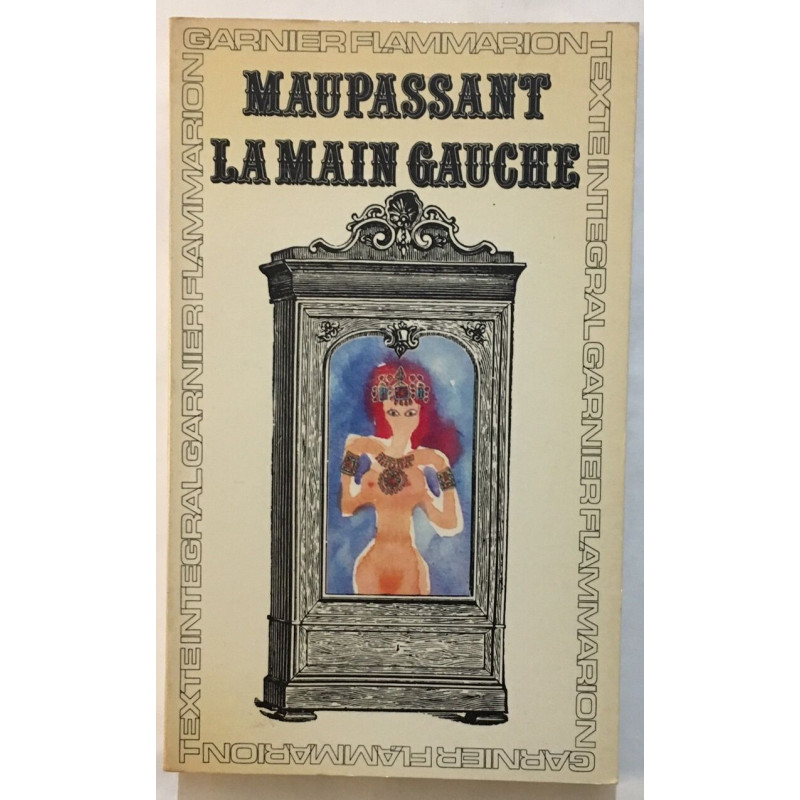 GARNIER FLAMMARION
MAUPASSANT
LA MAIN GAUCHE
TEXTE INTEGRAL GARNIER FLAMMARION
GARNIER FLAMMARION
TEXTE INTEGRAL GARNIER FLAMMARION